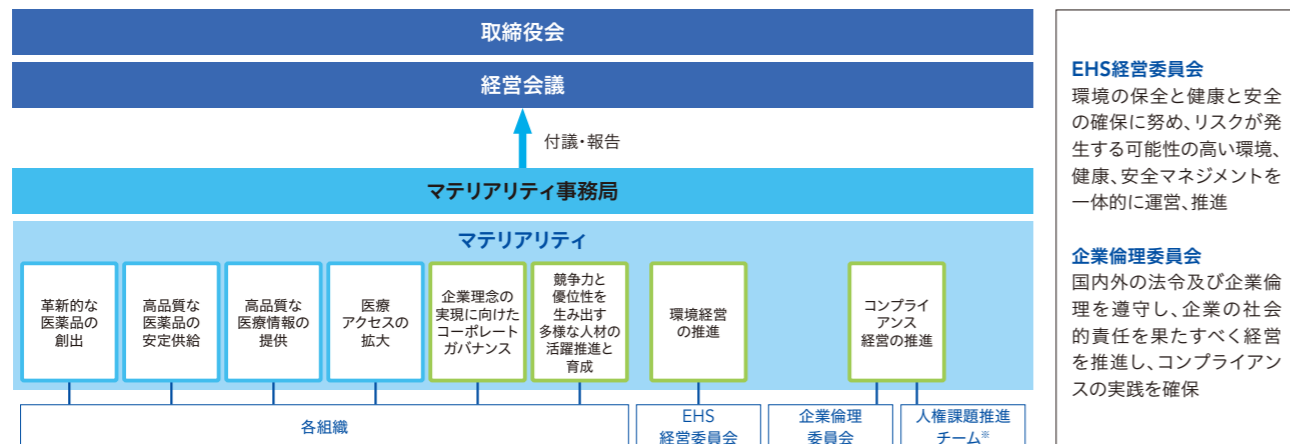 取締役会
経営会議
付議・報告
マテリアリティ事務局
マテリアリティ
革新的な
医薬品の
創出
高品質な
医薬品の
安定供給
高品質な
医療情報の
提供
医療
アクセスの
拡大
企業理念の
実現に向けた
コーポレート
ガバナンス
競争力と
優位性を
生み出す
多様な人材の
活躍推進と
育成
環境経営
の推進
コンプライ
アンス
経営の推進
各組織
EHS
経営委員会
企業倫理
委員会
人権課題推進
チーム※
EHS経営委員会
環境の保全と健康と安全
の確保に努め、リスクが発
生する可能性の高い環境、
健康、安全マネジメントを
一体的に運営、推進
企業倫理委員会
国内外の法令及び企業倫
理を遵守し、企業の社会
的責任を果たすべく経営
を推進し、コンプライアン
スの実践を確保